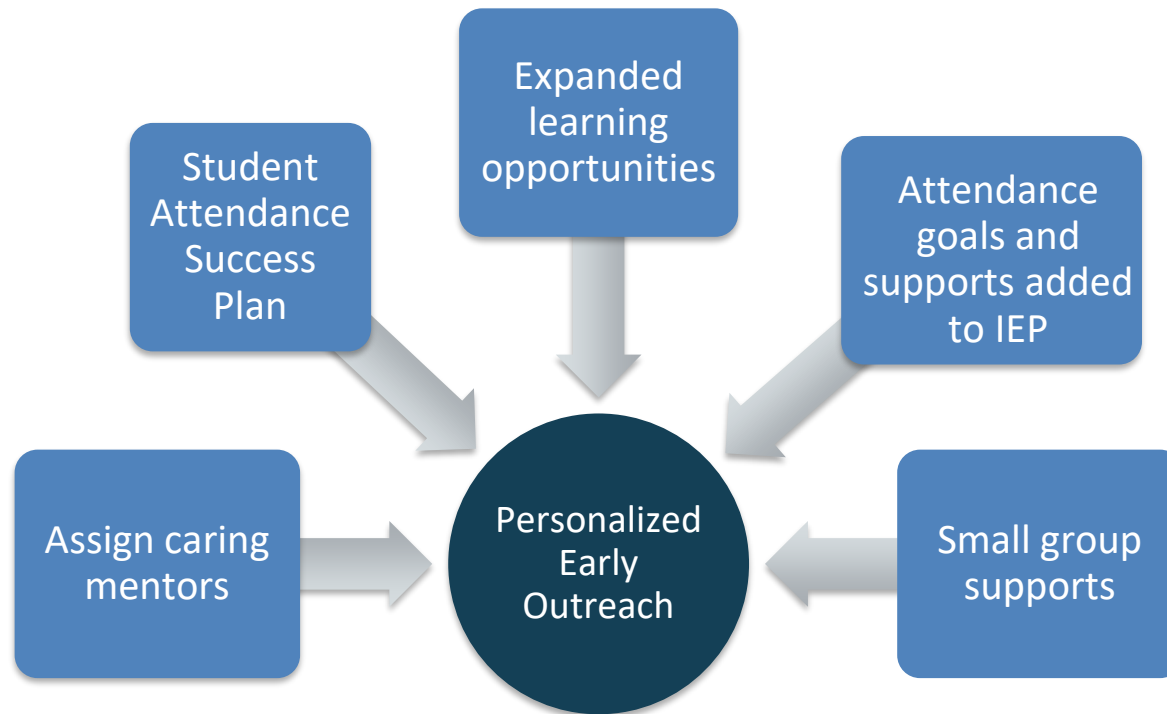 Expanded
learning
opportunities
Student
Attendance
Success
Plan
Attendance
goals and
supports added
to IEP
Assign caring
mentors
Personalized
Early
Outreach
Small group
supports